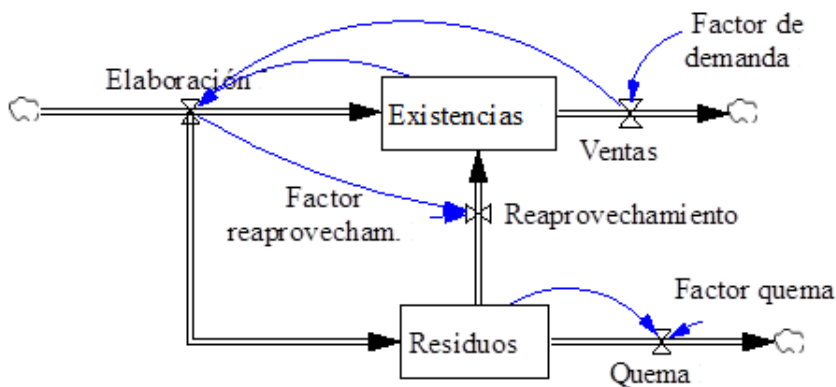 Factor de
demanda
Elaboración
Existencias
Ventas
Factor
reaprovecham.
Reaprovechamiento
Factor quema
Residuos
Quema